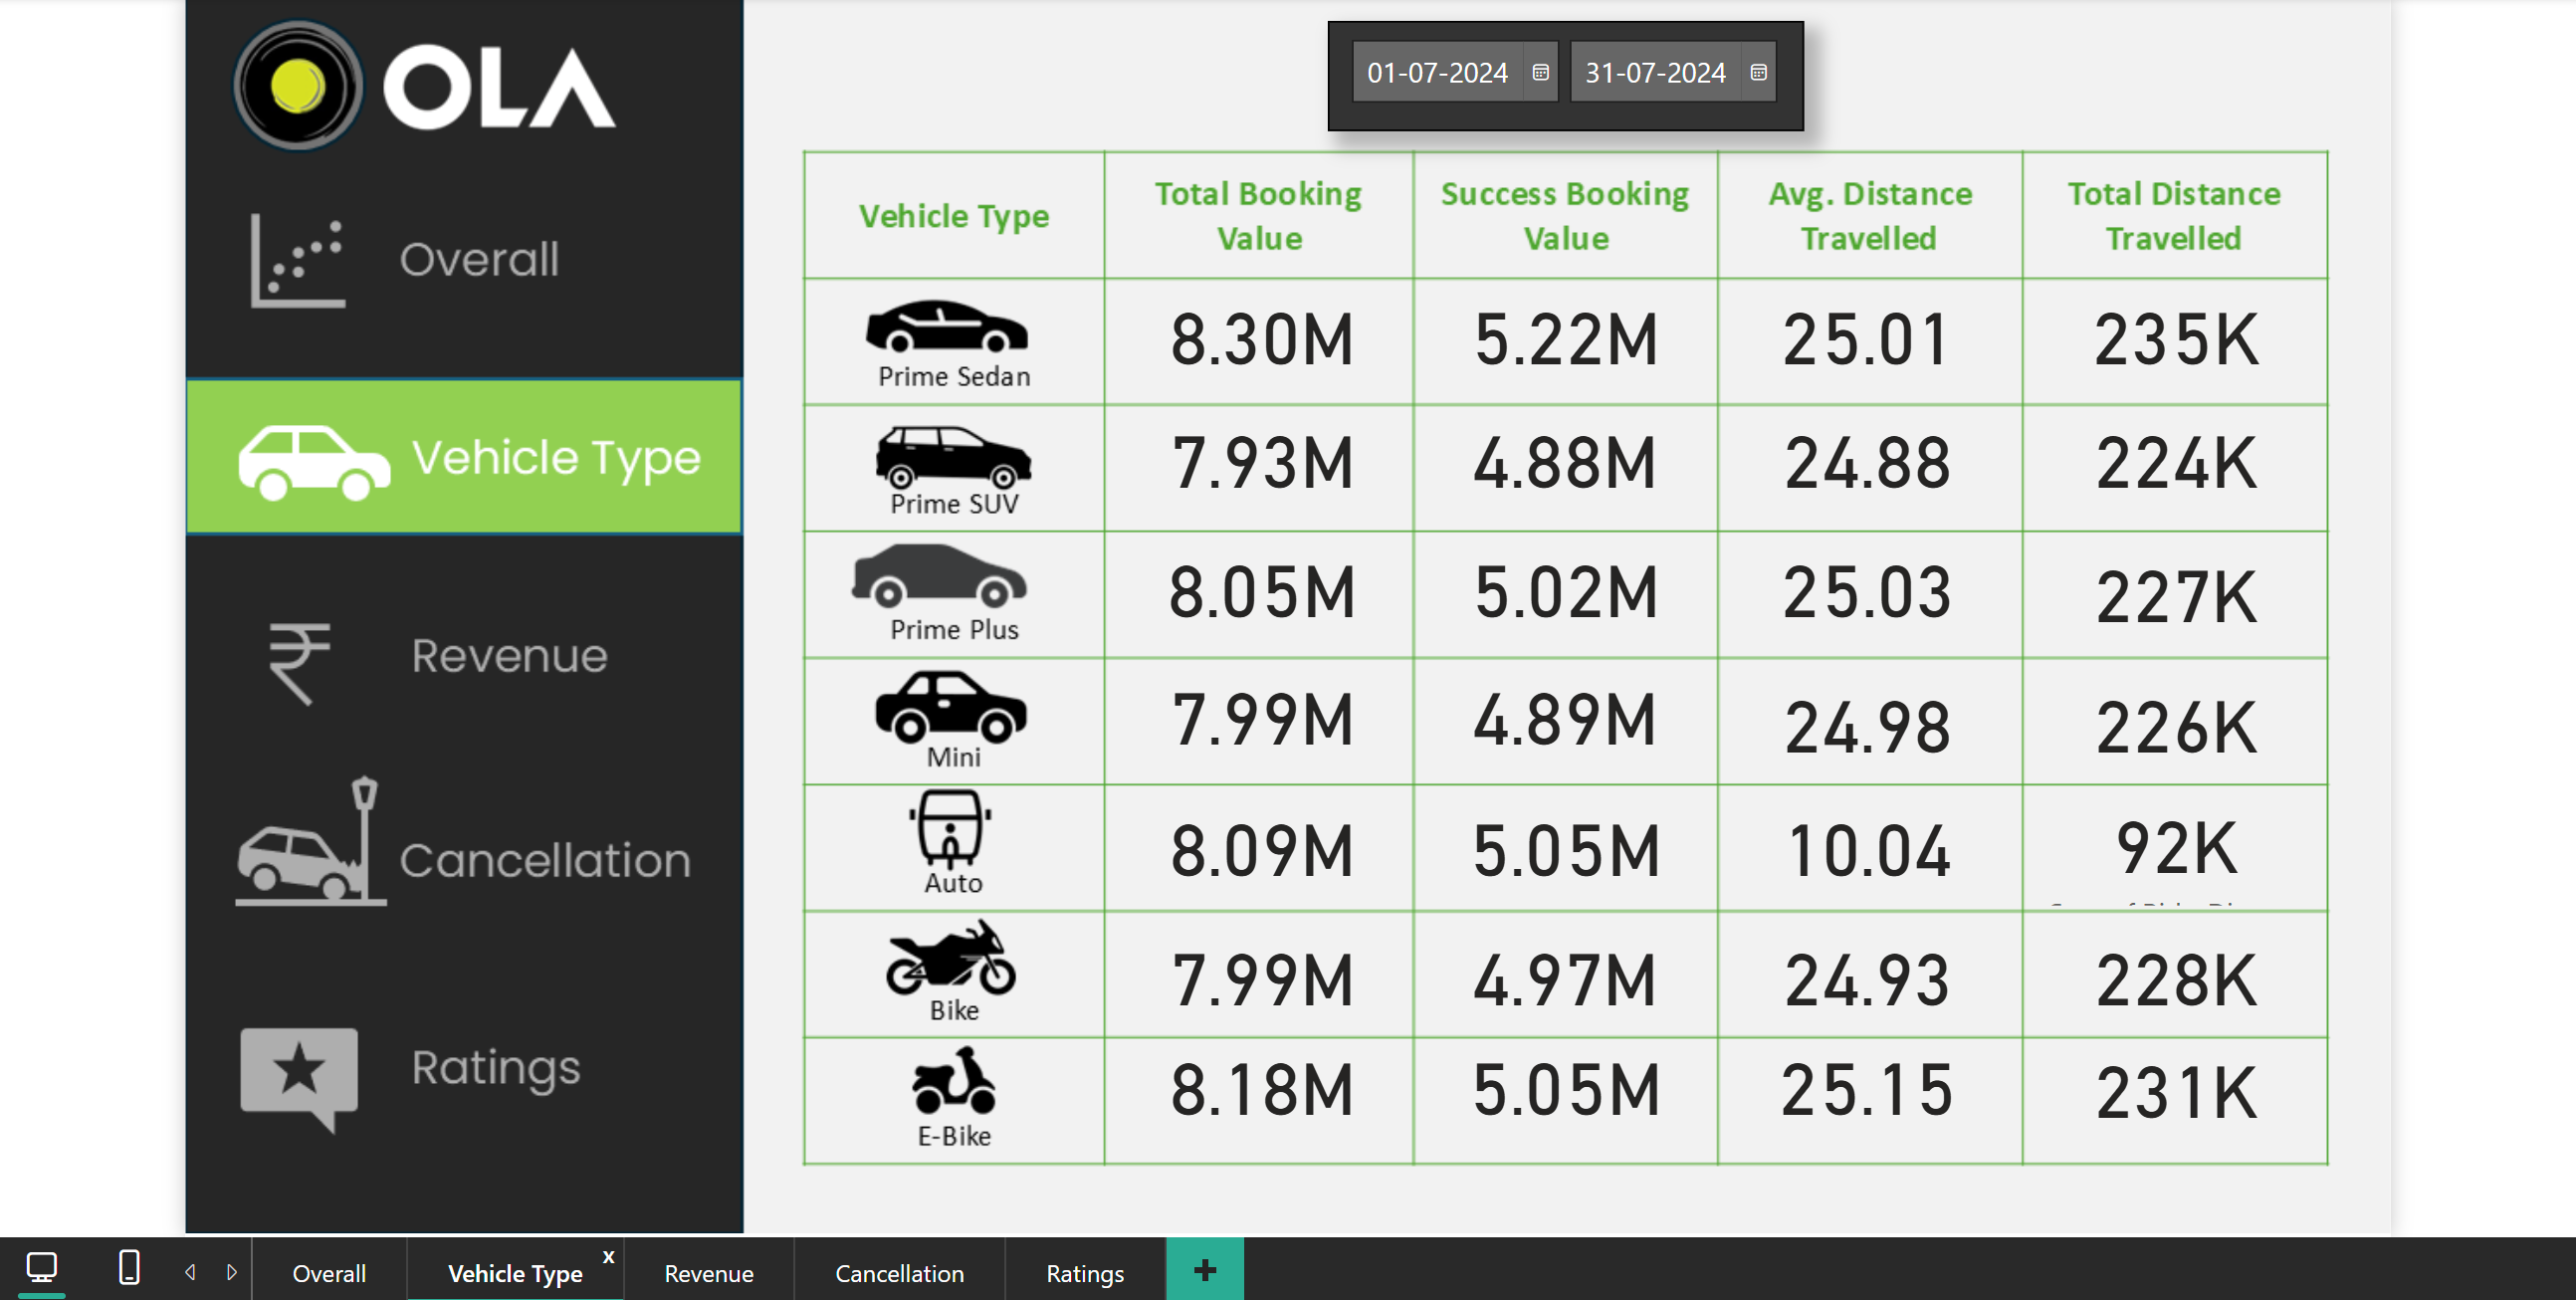 OLA
01-07-2024 31-07-2024
Overall
Vehicle Type
Revenue
Cancellation
Ratings
Vehicle Type Total Booking Value Success Booking Value Avg. Distance Travelled Total Distance Travelled
Prime Sedan 8.30M 5.22M 25.01 235K
Prime SUV 7.93M 4.88M 24.88 224K
Prime Plus 8.05M 5.02M 25.03 227K
Mini 7.99M 4.89M 24.98 226K
Auto 8.09M 5.05M 10.04 92K
Bike 7.99M 4.97M 24.93 228K
E-Bike 8.18M 5.05M 25.15 231K
Overall Vehicle Type x Revenue Cancellation Ratings +